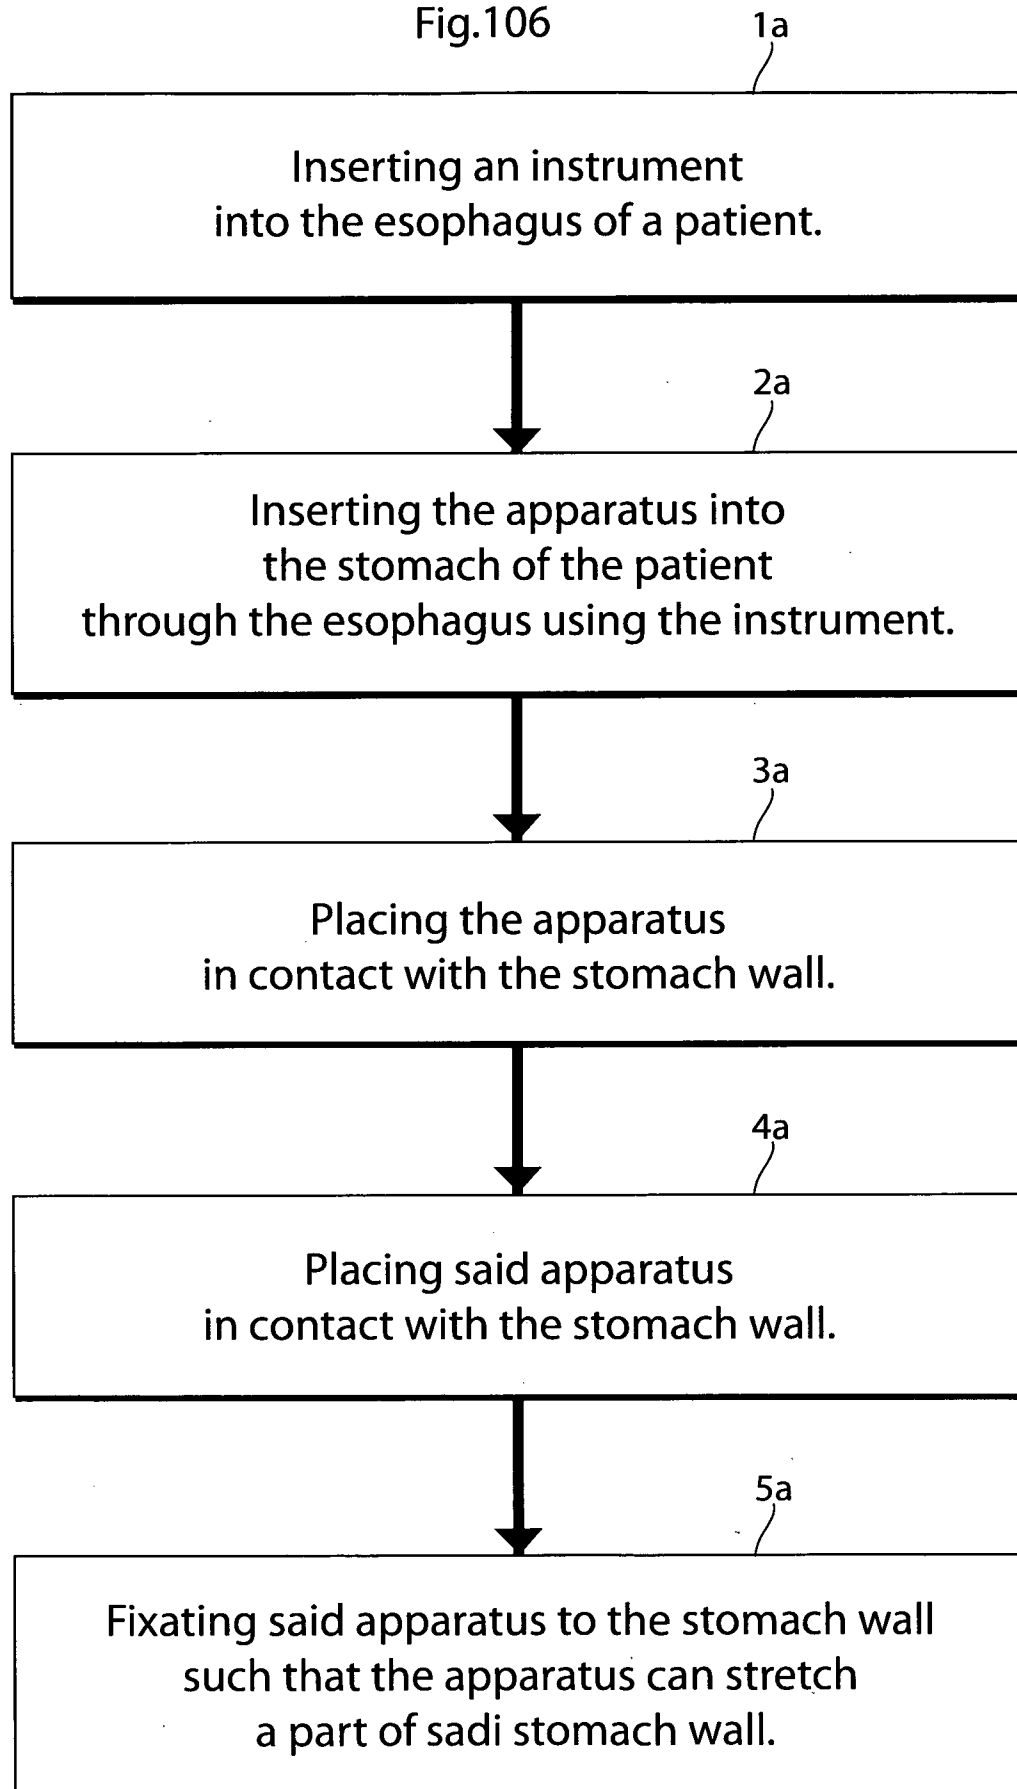 Fig.106
1a
Inserting an instrument
into the esophagus of a patient.
2a
Inserting the apparatus into
the stomach of the patient
through the esophagus using the instrument.
3a
Placing the apparatus
in contact with the stomach wall.
4a
Placing said apparatus
in contact with the stomach wall.
5a
Fixating said apparatus to the stomach wall
such that the apparatus can stretch
a part of sadi stomach wall.